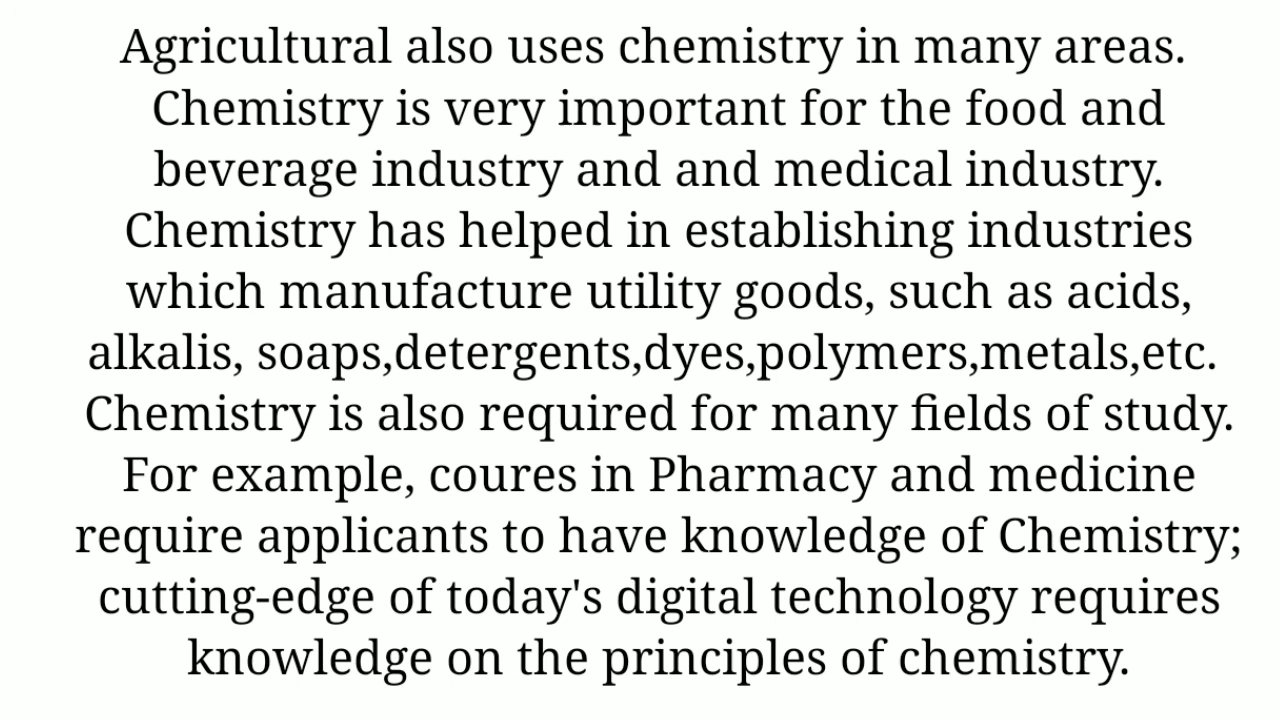 Agricultural also uses chemistry in many areas.
Chemistry is very important for the food and
beverage industry and and medical industry.
Chemistry has helped in establishing industries
which manufacture utility goods, such as acids,
alkalis, soaps,detergents,dyes,polymers,metals,etc.
Chemistry is also required for many fields of study.
For example, coures in Pharmacy and medicine
require applicants to have knowledge of Chemistry;
cutting-edge of today's digital technology requires
knowledge on the principles of chemistry.